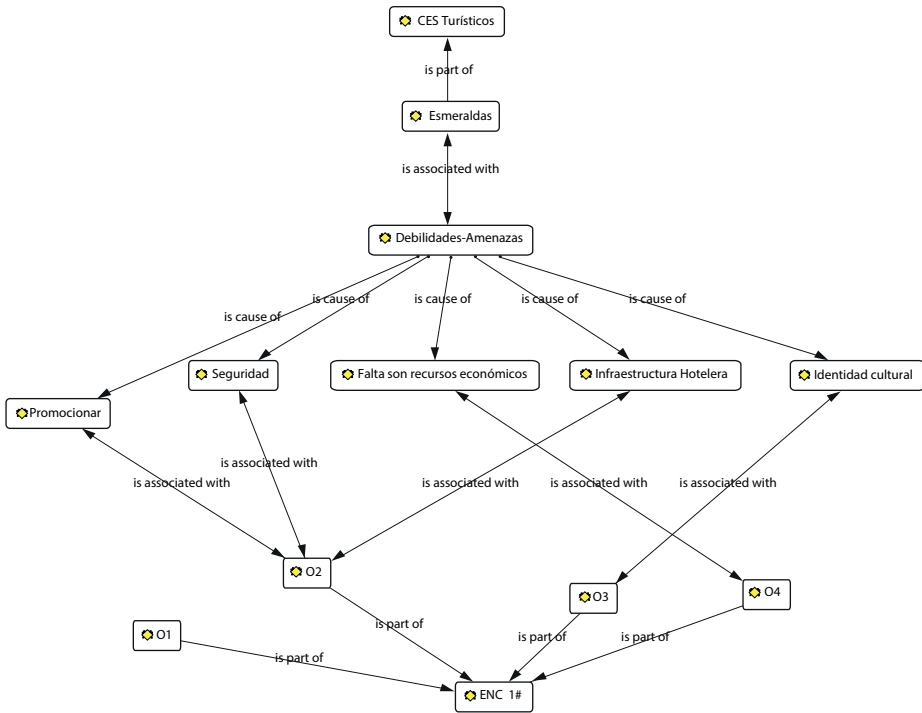 CES Turísticos
is part of
Esmeraldas
is associated with
Debilidades-Amenazas
is cause of
is cause of
is cause of
is cause of
is cause of
Seguridad
Falta son recursos económicos
Infraestructura Hotelera
Identidad cultural
Promocionar
is associated with
is associated with
is associated with
is associated with
is associated with
O2
O3
O4
is part of
O1
is part of
is part of
is part of
ENC 1#